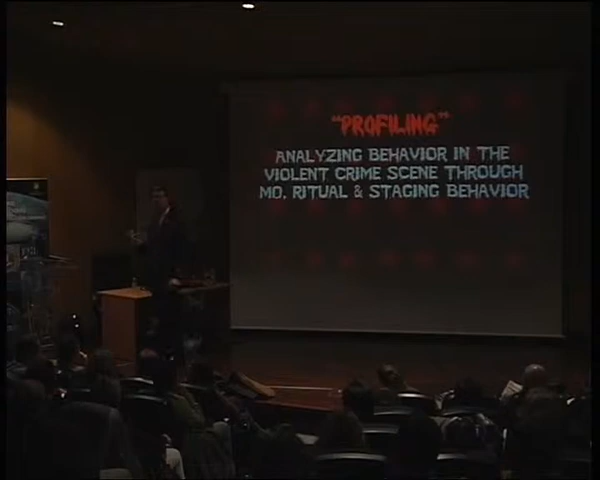 "PROFILING"
ANALYZING BEHAVIOR IN THE
VIOLENT CRIME SCENE THROUGH
MO, RITUAL & STAGING BEHAVIOR